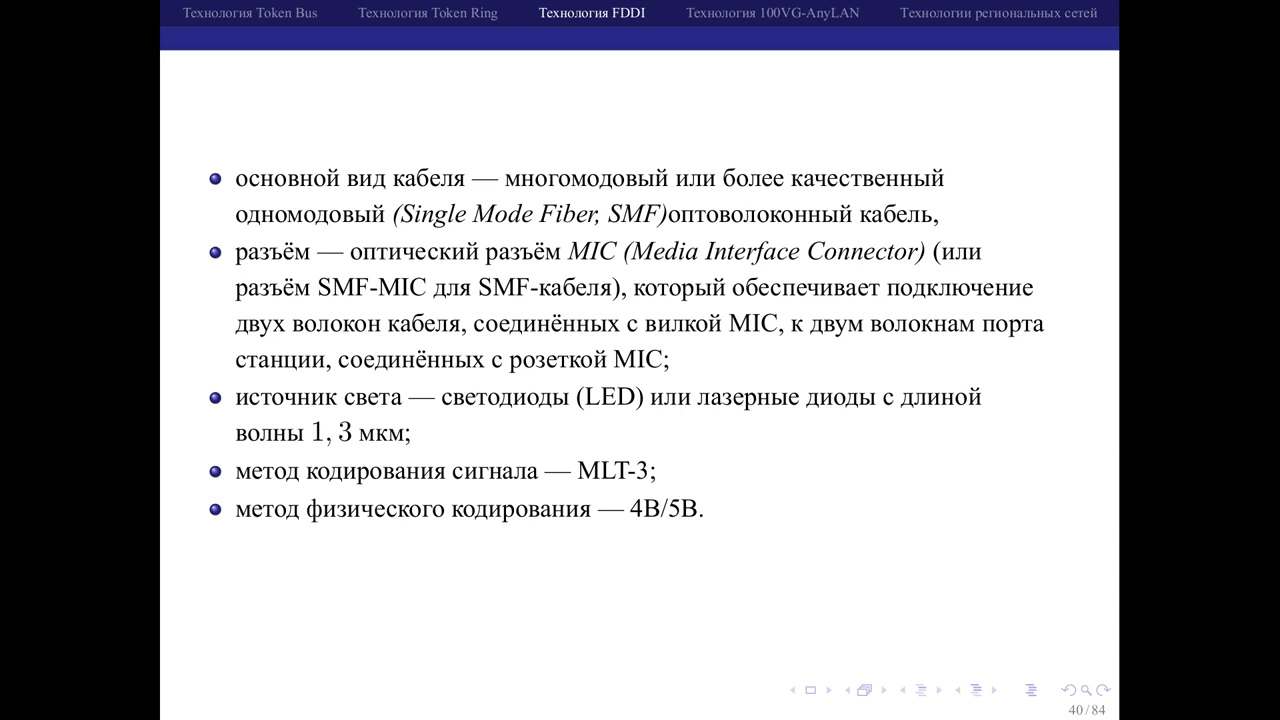 Технология Token Bus Технология Token Ring Технология FDDI Технология 100VG-AnyLAN Технологии региональных сетей
основной вид кабеля — многомодовый или более качественный
одномодовый (Single Mode Fiber, SMF)оптоволоконный кабель,
разъём — оптический разъём MIC (Media Interface Connector) (или
разъём SMF-MIC для SMF-кабеля), который обеспечивает подключение
двух волокон кабеля, соединённых с вилкой MIC, к двум волокнам порта
станции, соединённых с розеткой MIC;
источник света — светодиоды (LED) или лазерные диоды с длиной
волны 1, 3 мкм;
метод кодирования сигнала — MLT-3;
метод физического кодирования — 4B/5B.
40 / 84